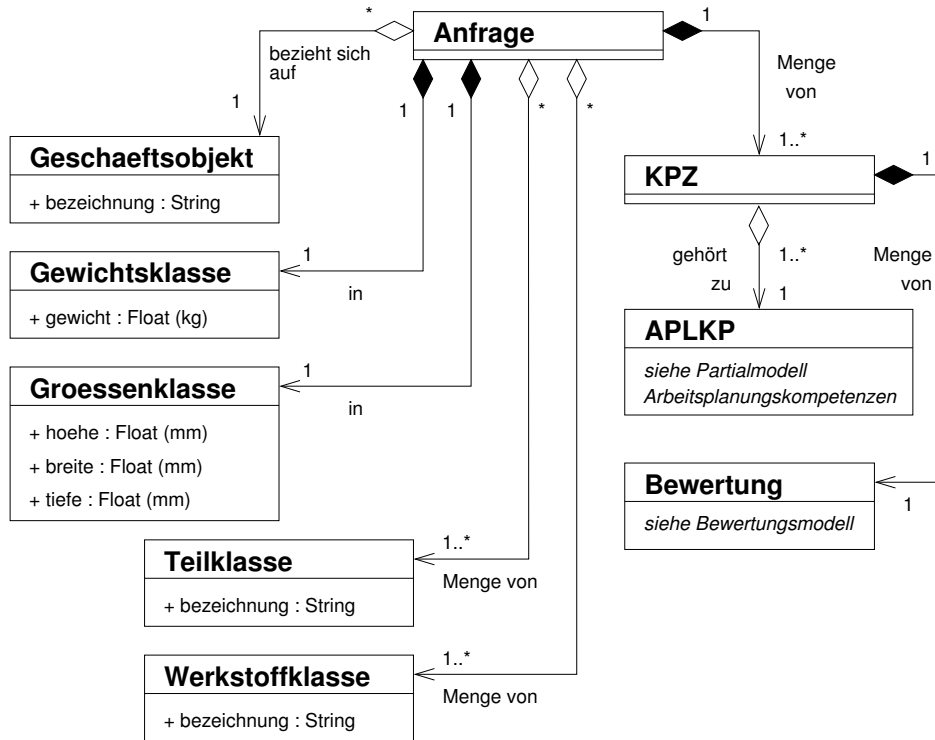 *
Anfrage
1
bezieht sich
auf
1
1
*
*
Menge
von
1
1..*
Geschaeftsobjekt
+ bezeichnung : String
KPZ
1
gehört
zu
1..*
1
Menge
von
Gewichtsklasse
+ gewicht : Float (kg)
1
in
APLKP
siehe Partialmodell
Arbeitsplanungskompetenzen
Groessenklasse
+ hoehe : Float (mm)
+ breite : Float (mm)
+ tiefe : Float (mm)
1
in
Bewertung
siehe Bewertungsmodell
1
Teilklasse
+ bezeichnung : String
1..*
Menge von
Werkstoffklasse
+ bezeichnung : String
1..*
Menge von